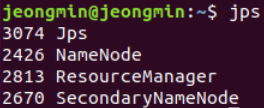 jeongmin@jeongmin:~$ jps
3074 Jps
2426 NameNode
2813 ResourceManager
2670 SecondaryNameNode